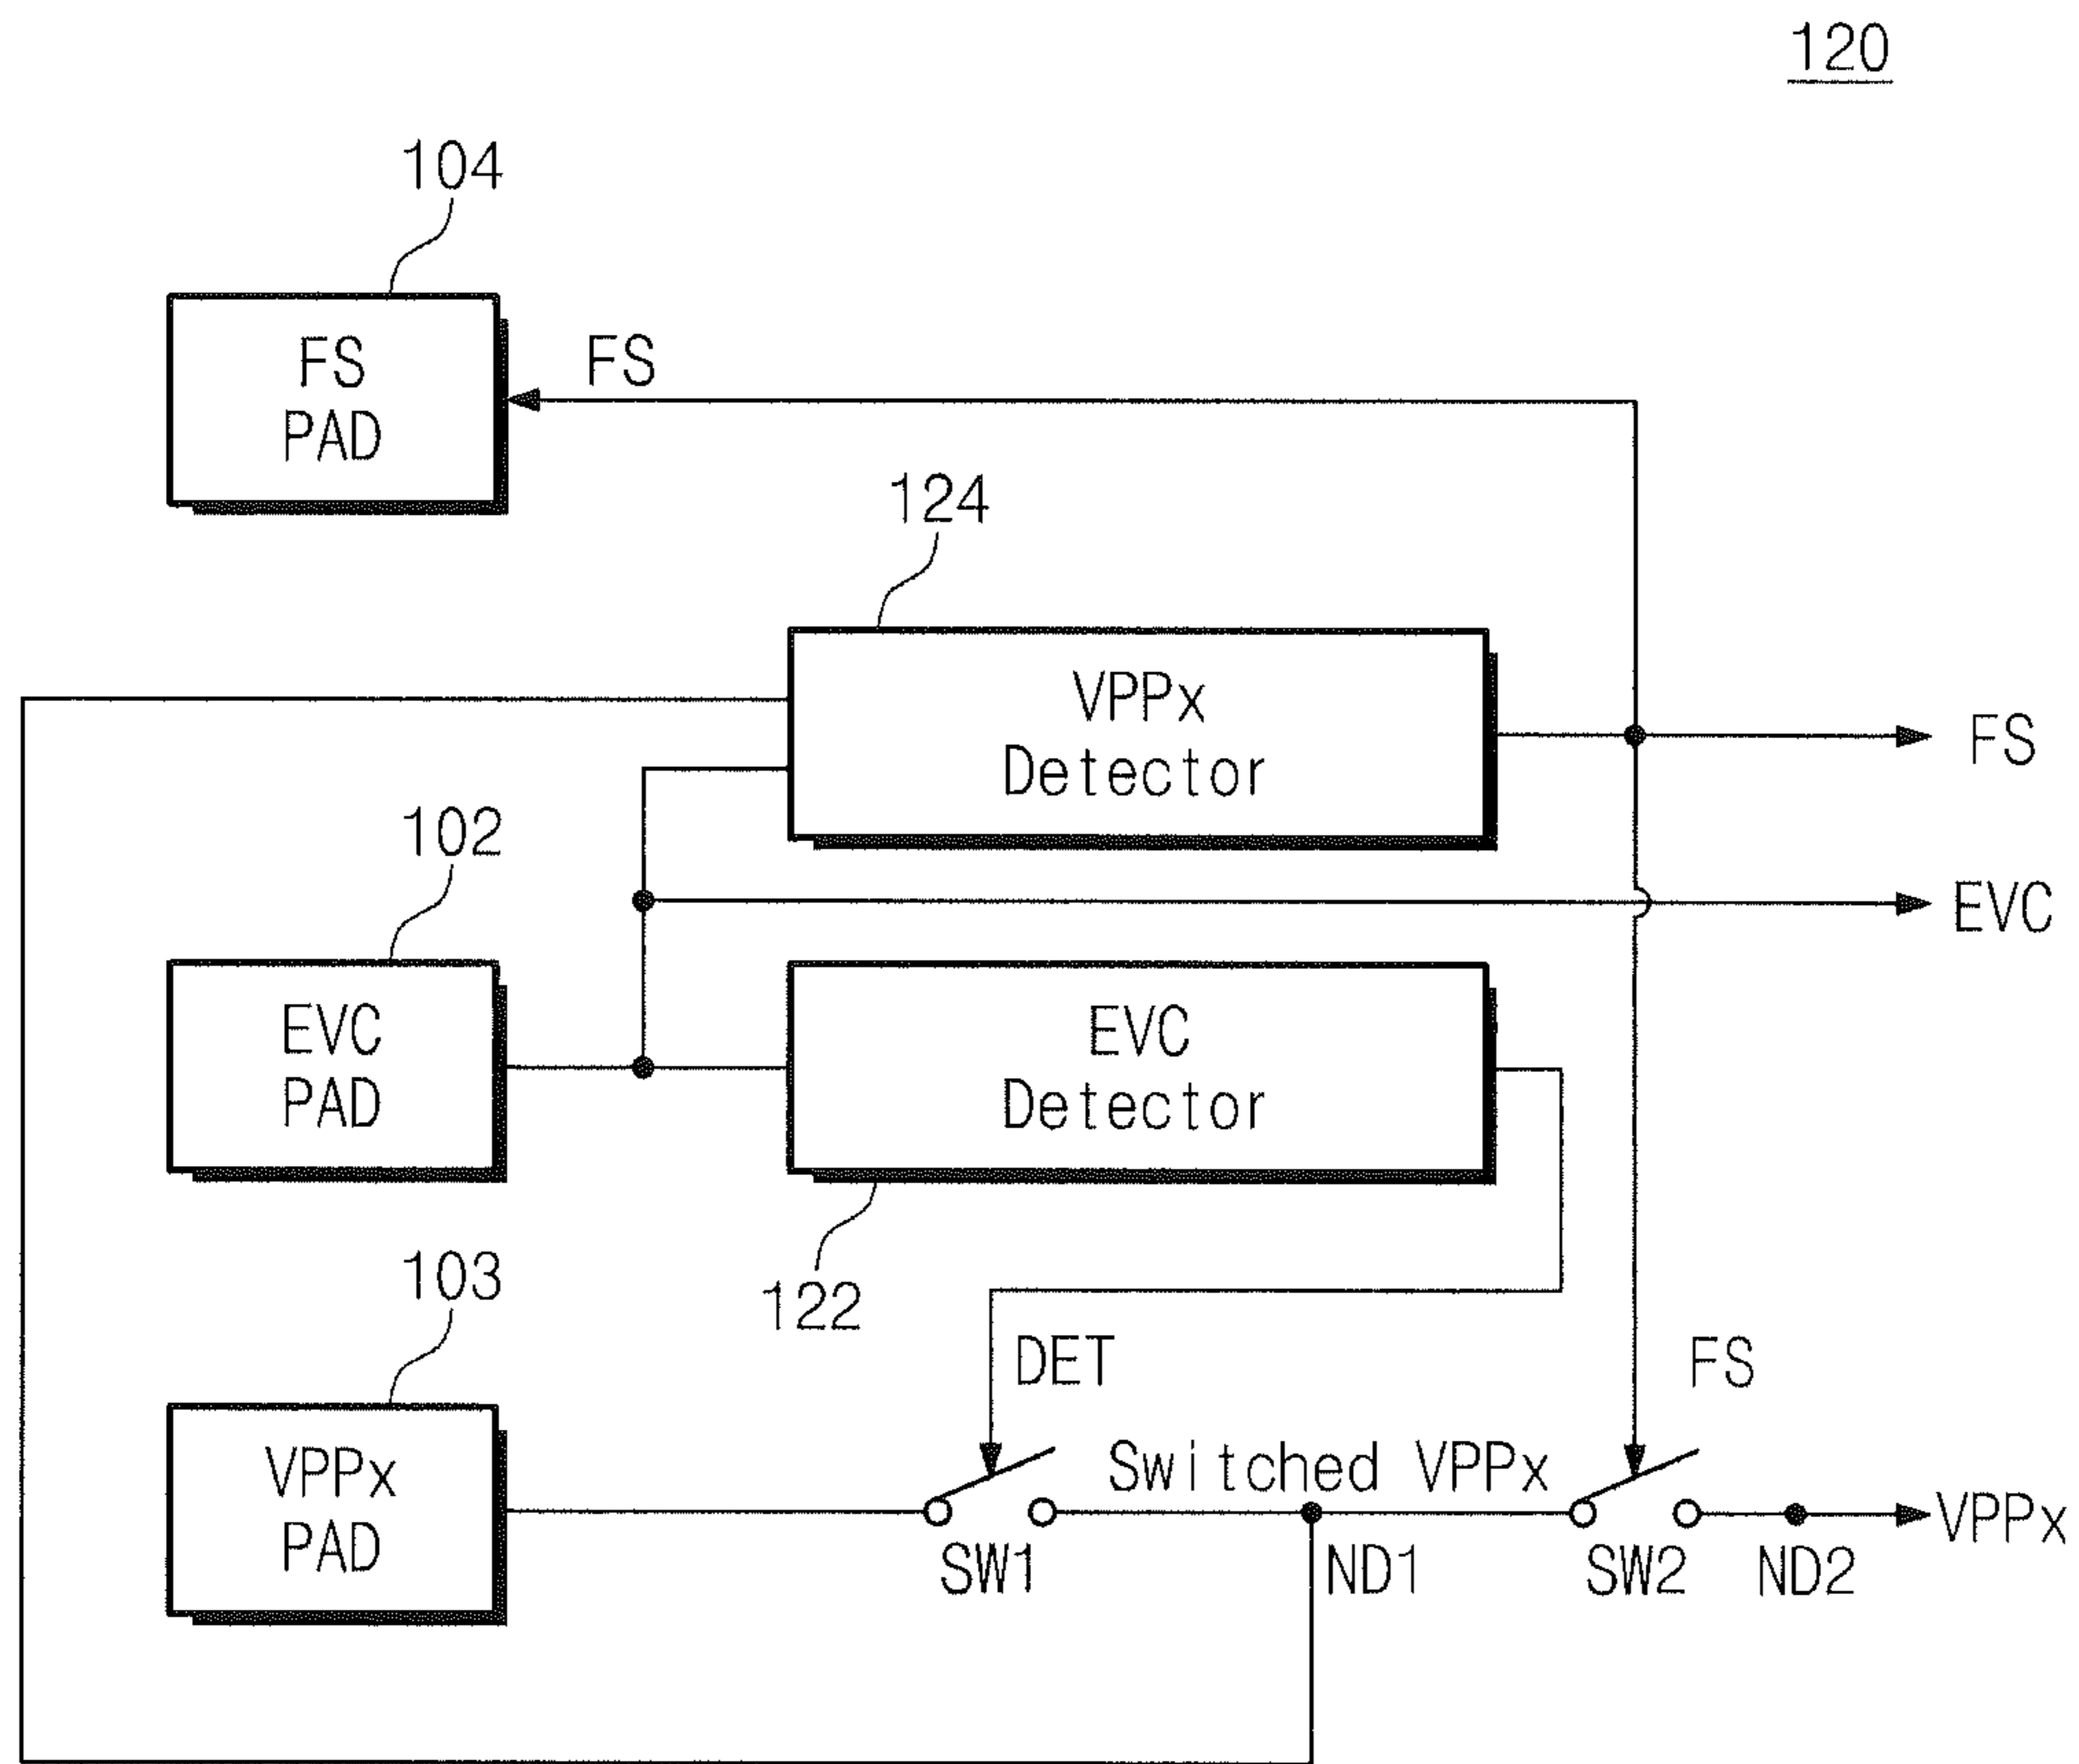 120
104
FS
PAD
FS
124
VPPx
Detector
FS
102
EVC
EVC
PAD
EVC
Detector
103
122
DET
FS
VPPx
PAD
Switched VPPx
VPPx
SW1
ND1
SW2
ND2